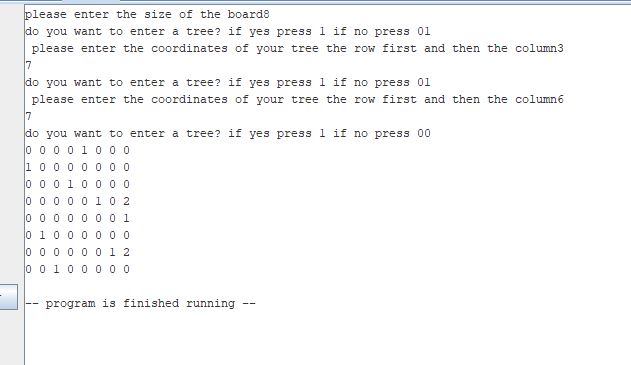 please enter the size of the board8
do you want to enter a tree? if yes press 1 if no press 01
please enter the coordinates of your tree the row first and then the column3
7
do you want to enter a tree? if yes press 1 if no press 01
please enter the coordinates of your tree the row first and then the column6
7
do you want to enter a tree? if yes press 1 if no press 00
0 0 0 0 1 0 0 0
1 0 0 0 0 0 0 0
0 0 0 1 0 0 0 0
0 0 0 0 0 1 0 2
0 0 0 0 0 0 0 1
0 1 0 0 0 0 0 0
0 0 0 0 0 0 1 2
0 0 1 0 0 0 0 0
-- program is finished running --